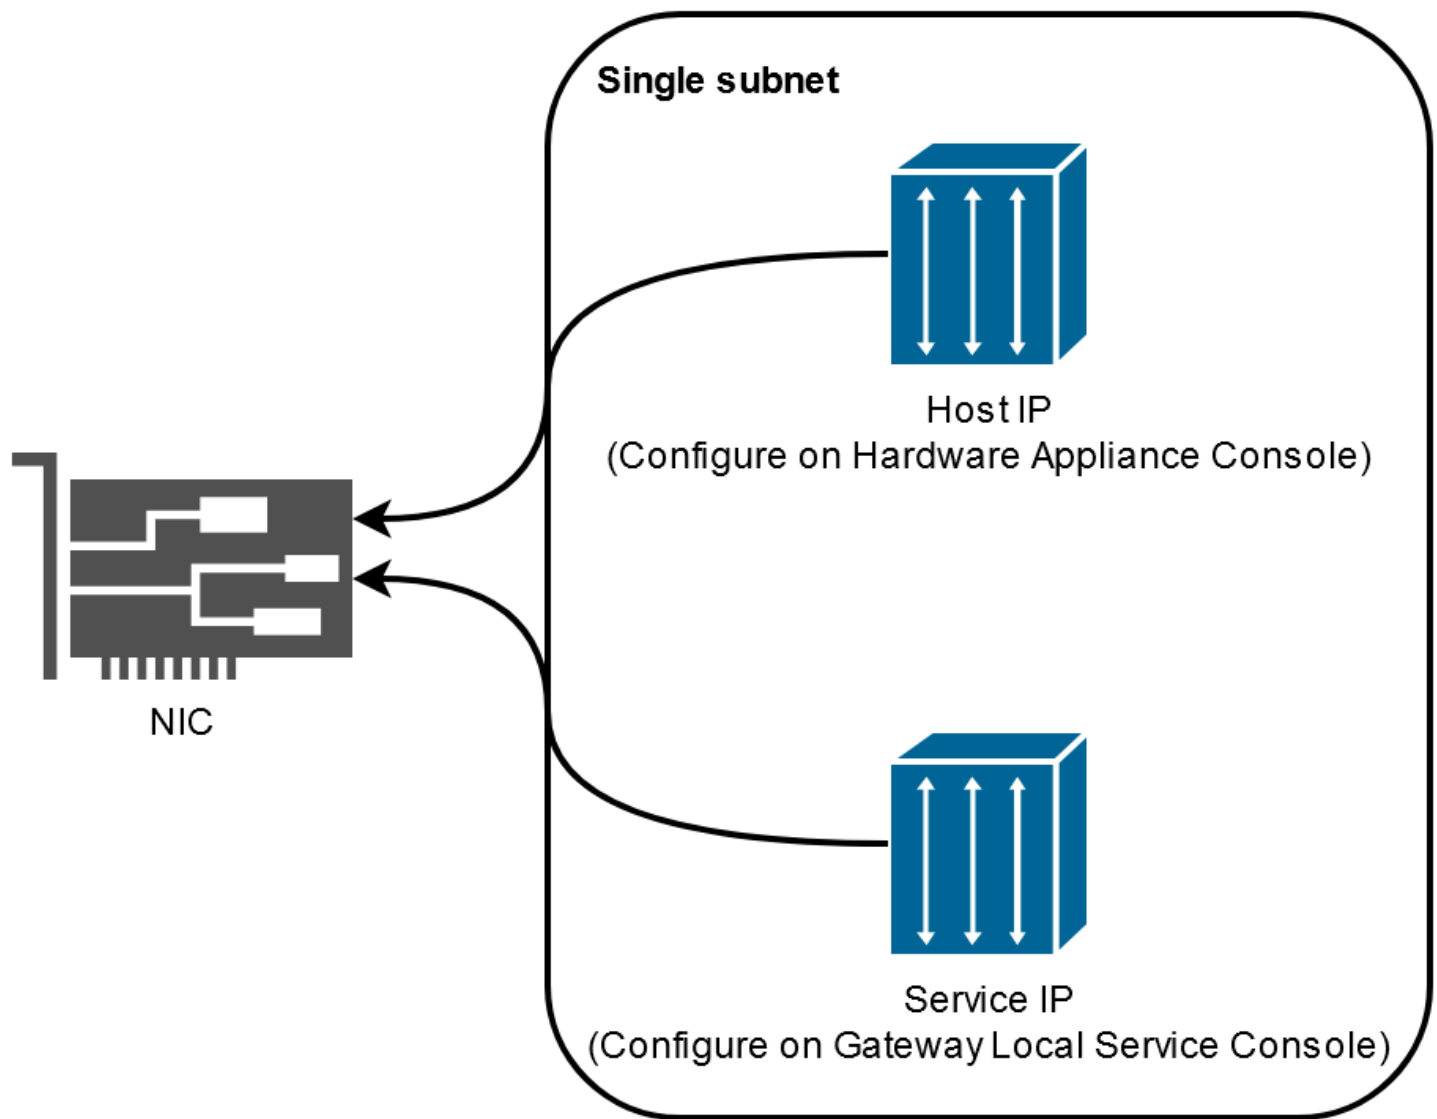 Single subnet
Host IP
(Configure on Hardware Appliance Console)
NIC
Service IP
(Configure on Gateway Local Service Console)